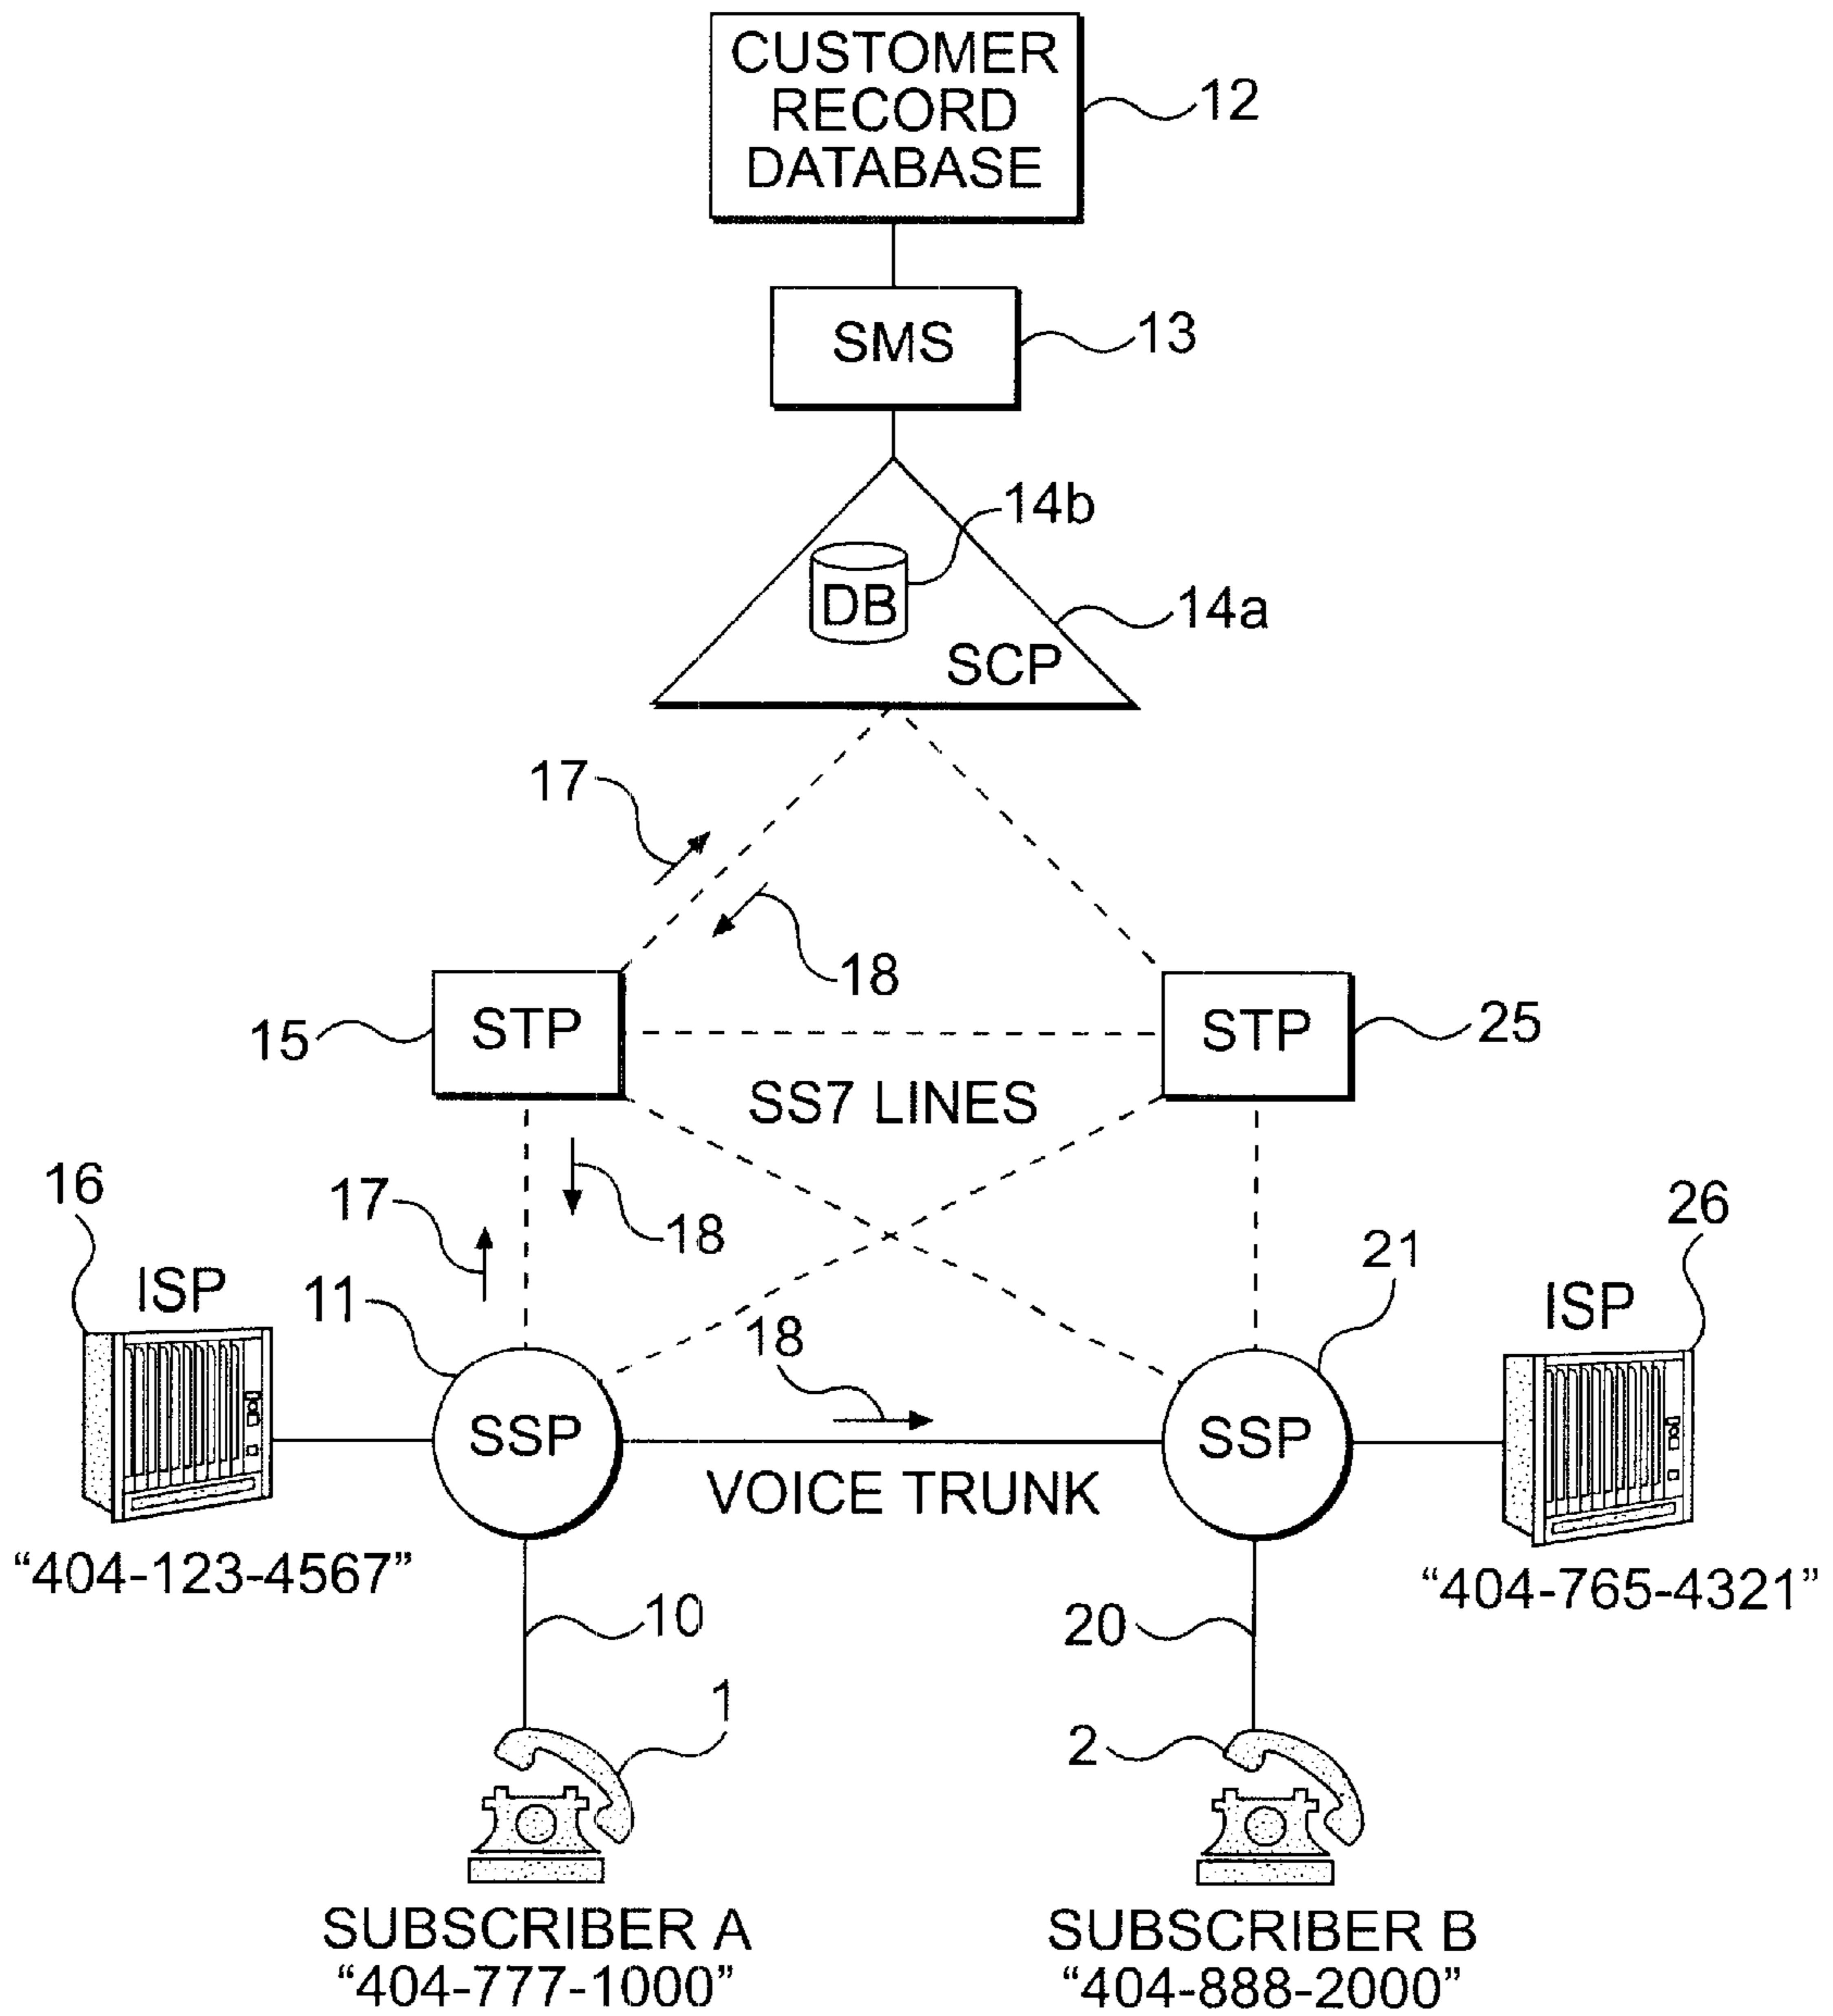 CUSTOMER
RECORD
DATABASE
12
SMS
13
14b
DB
14a
SCP
17
18
STP
15
STP
25
SS7 LINES
16
17
18
26
21
ISP
11
ISP
18
SSP
SSP
VOICE TRUNK
“404-123-4567”
“404-765-4321”
10
20
1
2
SUBSCRIBER A
“404-777-1000”
SUBSCRIBER B
“404-888-2000”